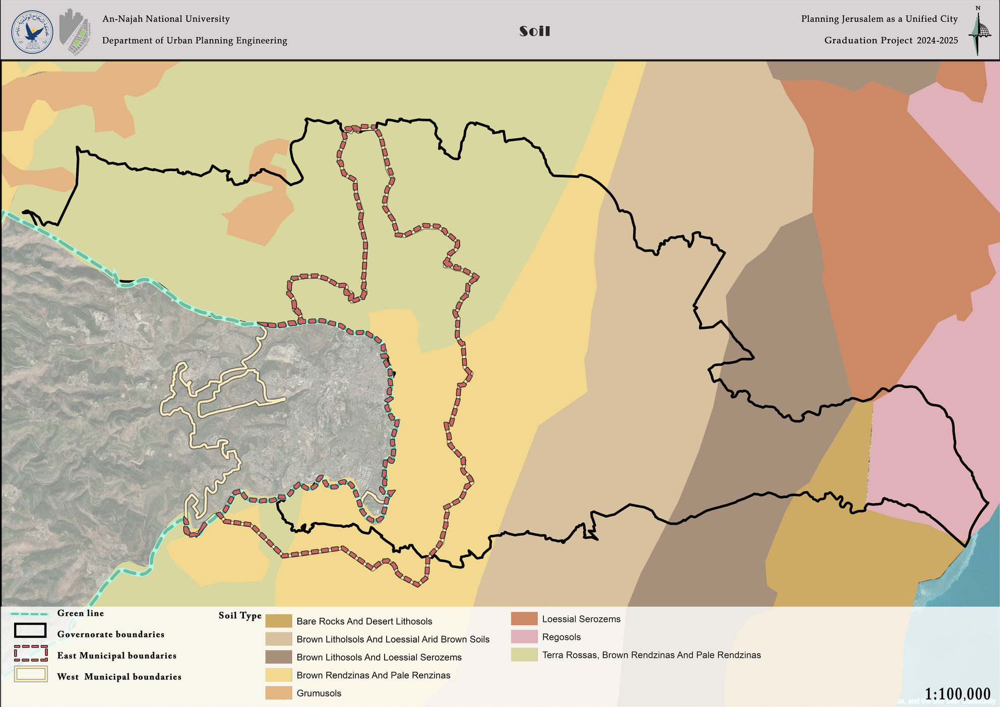 An-Najah National University
Department of Urban Planning Engineering
Soil
Planning Jerusalem as a Unified City
Graduation Project 2024-2025
N
Green line
Governorate boundaries
East Municipal boundaries
West Municipal boundaries
Soil Type
Bare Rocks And Desert Lithosols
Brown Litholsols And Loessial Arid Brown Soils
Brown Lithosols And Loessial Serozems
Brown Rendzinas And Pale Renzinas
Grumusols
Loessial Serozems
Regosols
Terra Rossas, Brown Rendzinas And Pale Rendzinas
1:100,000